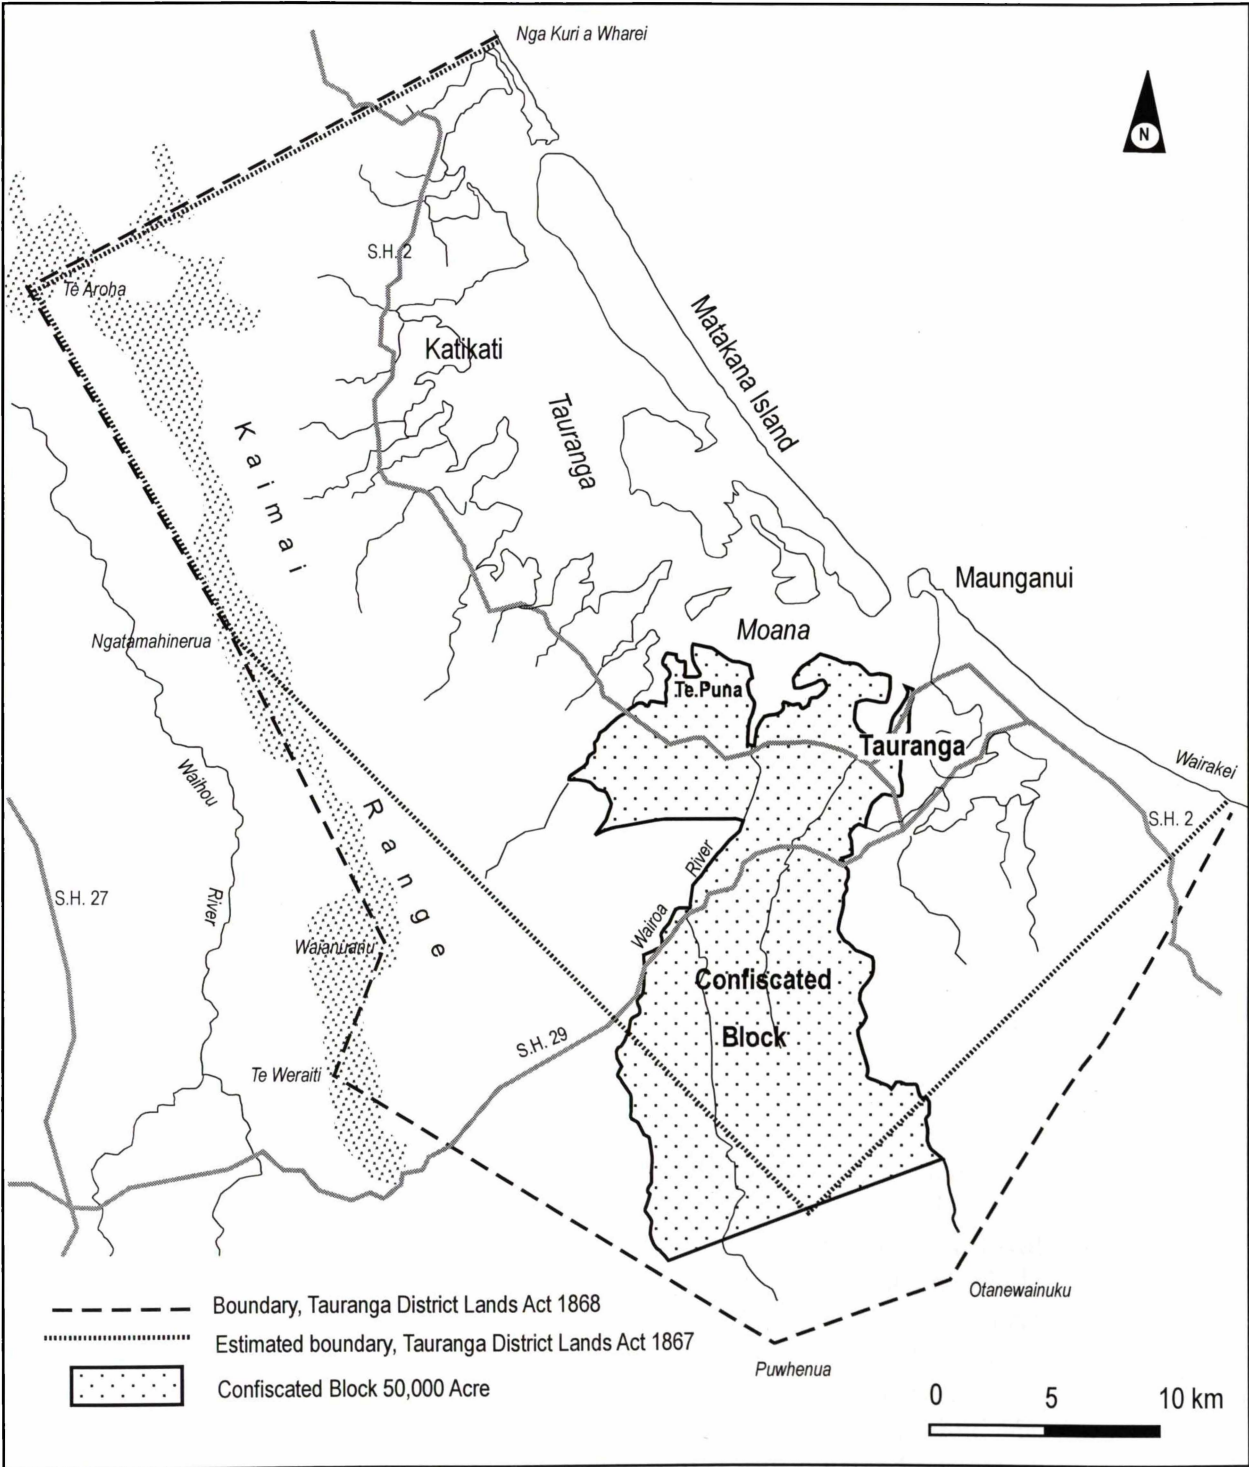 Nga Kuri a Wharei
N
S.H. 2
Te Aroha
Matakana Island
Katikati
Tauranga
Kaimai
Maunganui
Moana
Ngatamahinerua
Te Puna
Tauranga
Wairakei
Waihou
Range
S.H. 2
River
S.H. 27
River
Wairoa
Waianuanu
Confiscated
Block
S.H. 29
Te Weraiti
Otanewainuku
Boundary, Tauranga District Lands Act 1868
Estimated boundary, Tauranga District Lands Act 1867
Puwhenua
Confiscated Block 50,000 Acre
0 5 10 km